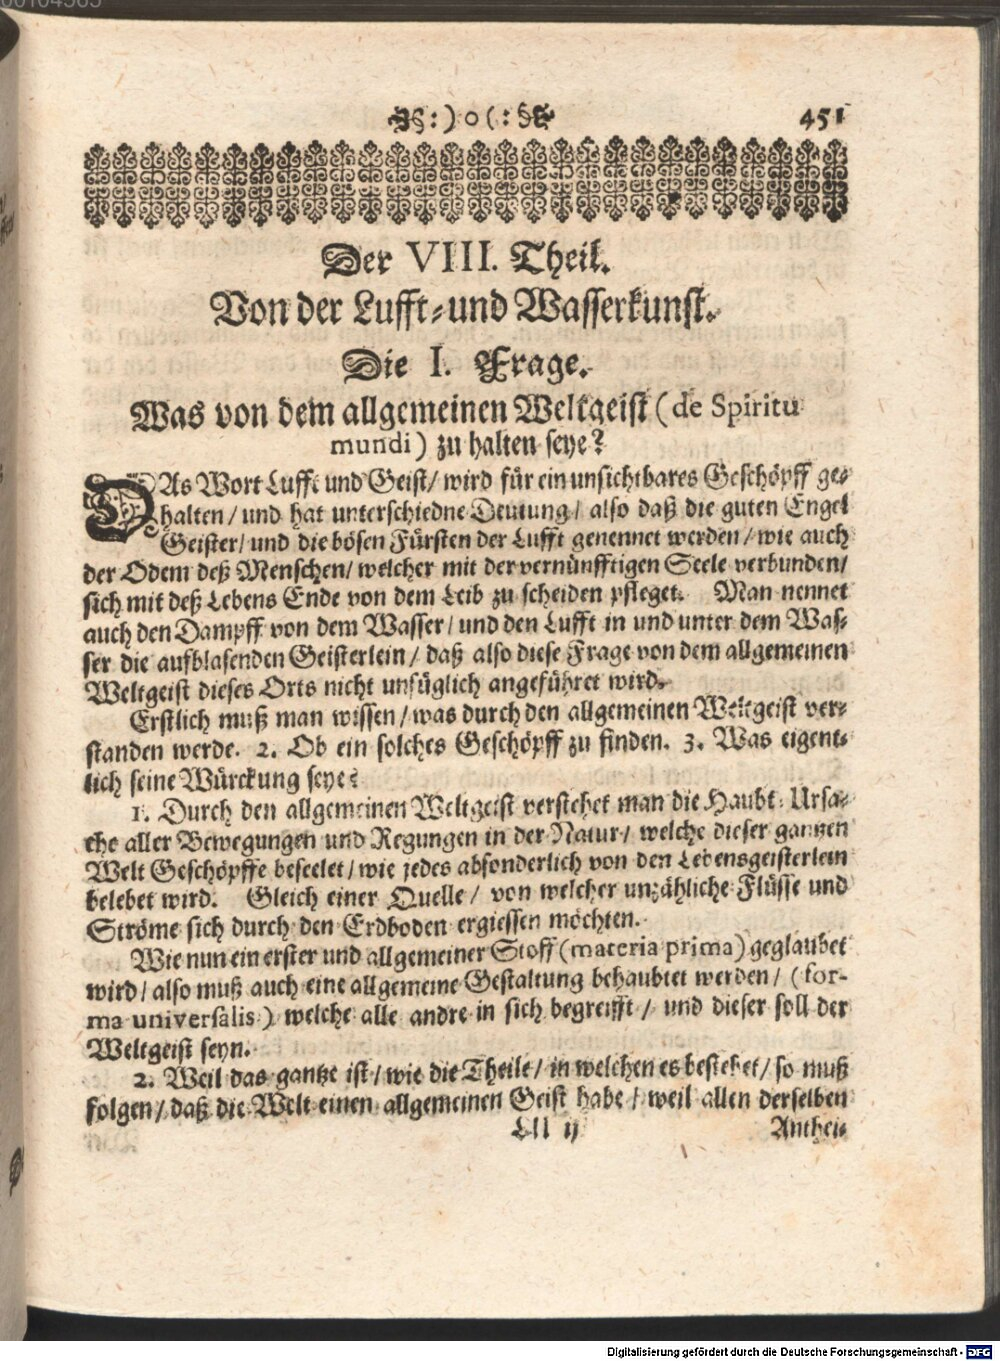 :) o (: 451
Der VIII. Theil.
Von der Lufft- und Wasserkunst.
Die I. Frage.
Was von dem allgemeinen Weltgeist (de Spiritu
mundi) zu halten seye?
DAs Wort Lufft und Geist/ wird für ein unsichtbares Geschöpff ge-
halten/ und hat unterschiedne Deutung/ also daß die guten Engel
Geister/ und die bösen Fürsten der Lufft genennet werden/ wie auch
der Odem deß Menschen/ welcher mit der vernünfftigen Seele verbunden/
sich mit deß Lebens Ende von dem Leib zu scheiden pfleget. Man nennet
auch den Dampff von dem Wasser/ und den Lufft in und unter dem Was-
ser die aufblasenden Geisterlein/ daß also diese Frage von dem allgemeinen
Weltgeist dieses Orts nicht unfüglich angeführet wird.
Erstlich muß man wissen/ was durch den allgemeinen Weltgeist ver-
standen werde. 2. Ob ein solches Geschöpff zu finden. 3. Was eigent-
lich seine Würckung seye?
1. Durch den allgemeinen Weltgeist verstehet man die Haubt-Ursa-
che aller Bewegungen und Regungen in der Natur/ welche dieser gantzen
Welt Geschöpffe beseelet/ wie jedes absonderlich von den Lebensgeisterlein
belebet wird. Gleich einer Quelle/ von welcher unzähliche Flüsse und
Ströme sich durch den Erdboden ergiessen möchten.
Wie nun ein erster und allgemeiner Stoff (materia prima) geglaubet
wird/ also muß auch eine allgemeine Gestaltung behaubtet werden/ (for-
ma universalis) welche alle andre in sich begreifft/ und dieser soll der
Weltgeist seyn.
2. Weil das gantze ist/ wie die Theile/ in welchen es bestehet/ so muß
folgen/ daß die Welt einen allgemeinen Geist habe/ weil allen derselben
Lll ij Anthei-
Digitalisierung gefördert durch die Deutsche Forschungsgemeinschaft - DFG